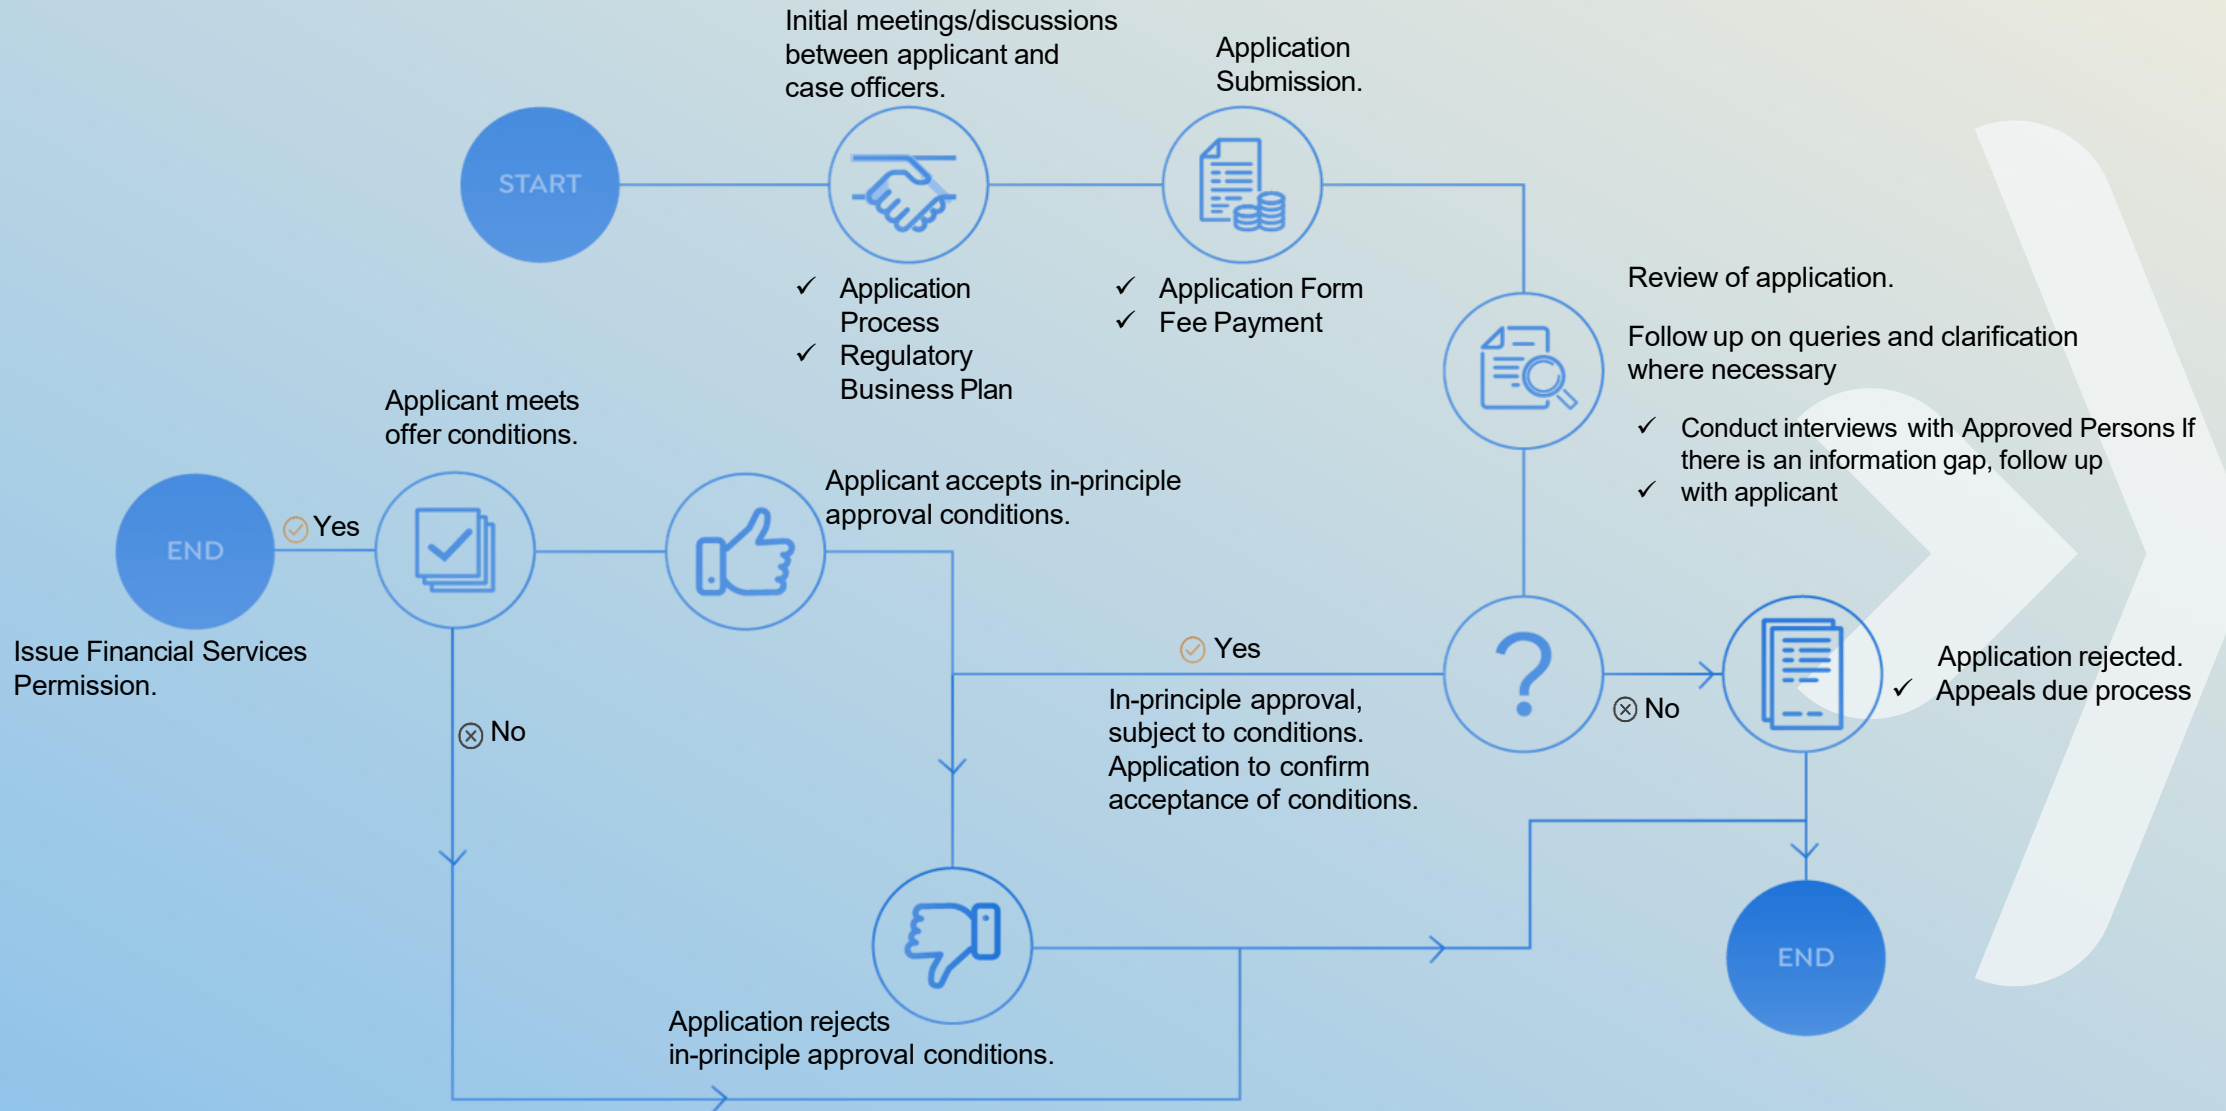 Initial meetings/discussions
between applicant and
case officers.
Application
Submission.
START
✓ Application
Process
✓ Regulatory
Business Plan
✓ Application Form
✓ Fee Payment
Review of application.
Follow up on queries and clarification
where necessary
✓ Conduct interviews with Approved Persons If
there is an information gap, follow up
✓ with applicant
Applicant meets
offer conditions.
Applicant accepts in-principle
approval conditions.
END
Yes
Issue Financial Services
Permission.
No
Yes
In-principle approval,
subject to conditions.
Application to confirm
acceptance of conditions.
?
No
Application rejected.
✓ Appeals due process
Application rejects
in-principle approval conditions.
END